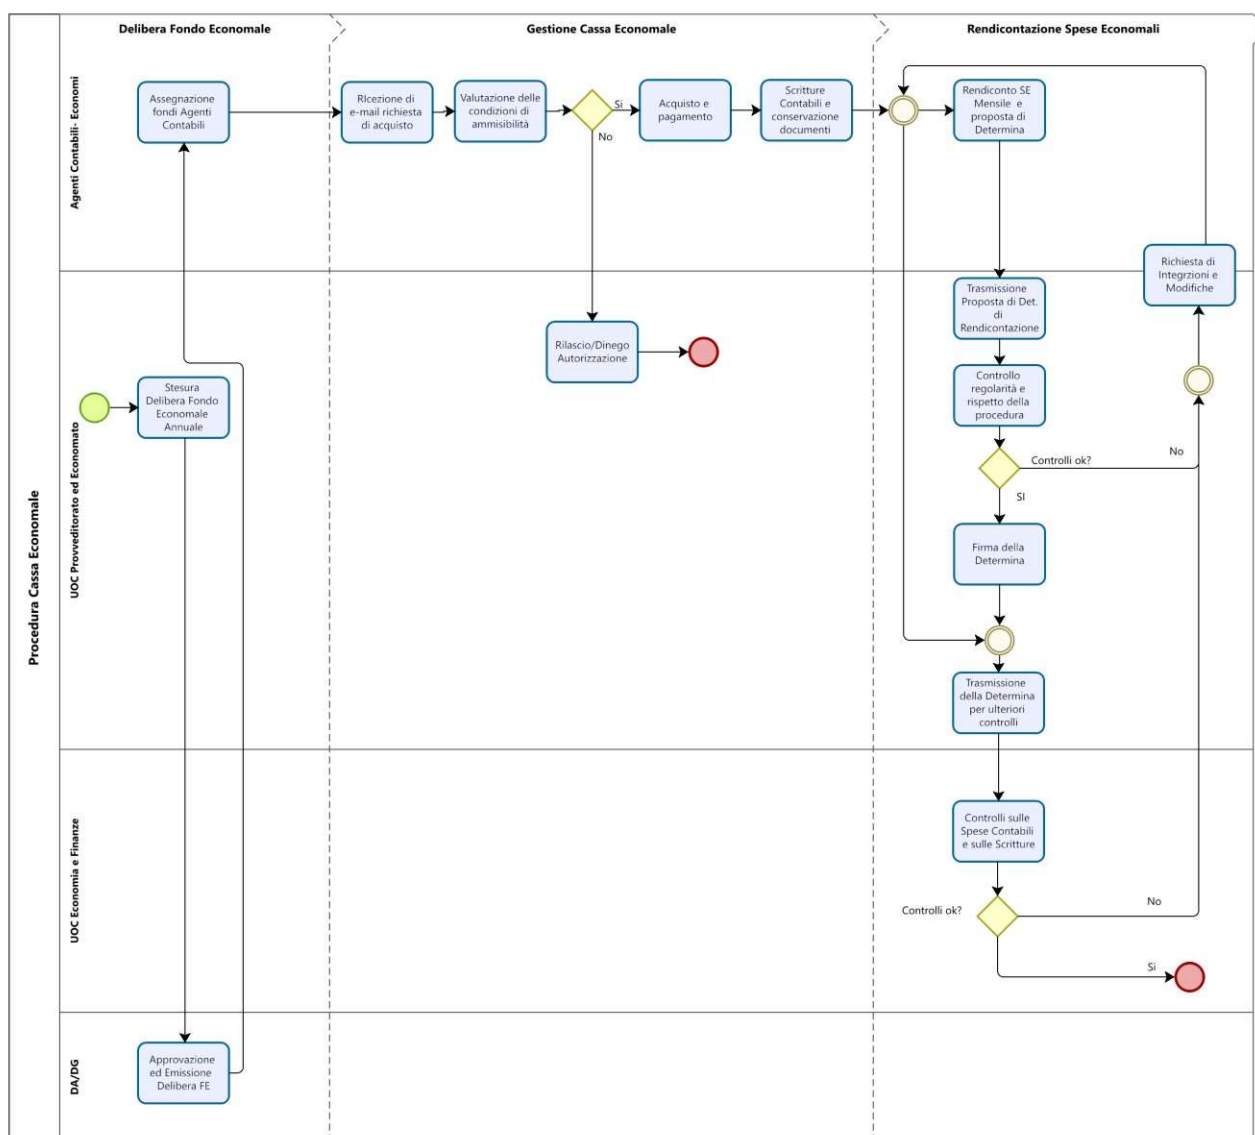 Delibera Fondo Economale
Gestione Cassa Economale
Rendicontazione Spese Economali
Procedura Cassa Economale
Agenti Contabili- Economi
Assegnazione
fondi Agenti
Contabili
RIcezione di
e-mail richiesta
di acquisto
Valutazione delle
condizioni di
ammisibilità
Si
No
Acquisto e
pagamento
Scritture
Contabili e
conservazione
documenti
Rendiconto SE
Mensile e
proposta di
Determina
Richiesta di
Integrzioni e
Modifiche
UOC Provveditorato ed Economato
Stesura
Delibera Fondo
Economale
Annuale
Rilascio/Dinego
Autorizzazione
Trasmissione
Proposta di Det.
di
Rendicontazione
Controllo
regolarità e
rispetto della
procedura
Controlli ok?
No
SI
Firma della
Determina
Trasmissione
della Determina
per ulteriori
controlli
UOC Economia e Finanze
Controlli sulle
Spese Contabili
e sulle Scritture
Controlli ok?
No
Si
DA/DG
Approvazione
ed Emissione
Delibera FE